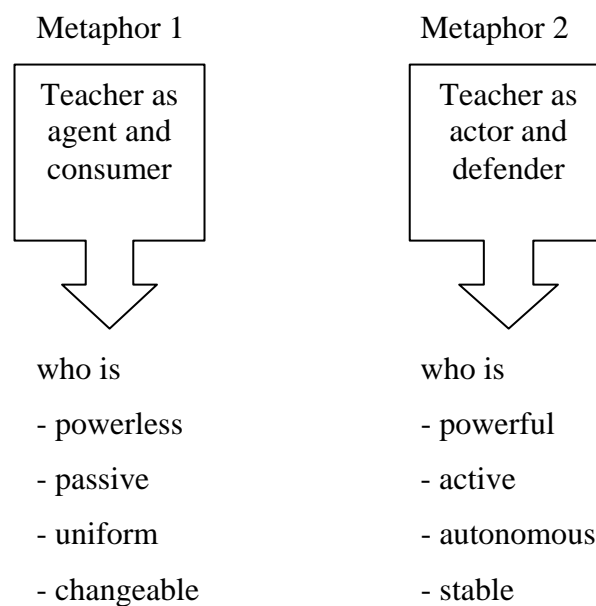 Metaphor 1
Teacher as
agent and
consumer
who is
- powerless
- passive
- uniform
- changeable
Metaphor 2
Teacher as
actor and
defender
who is
- powerful
- active
- autonomous
- stable